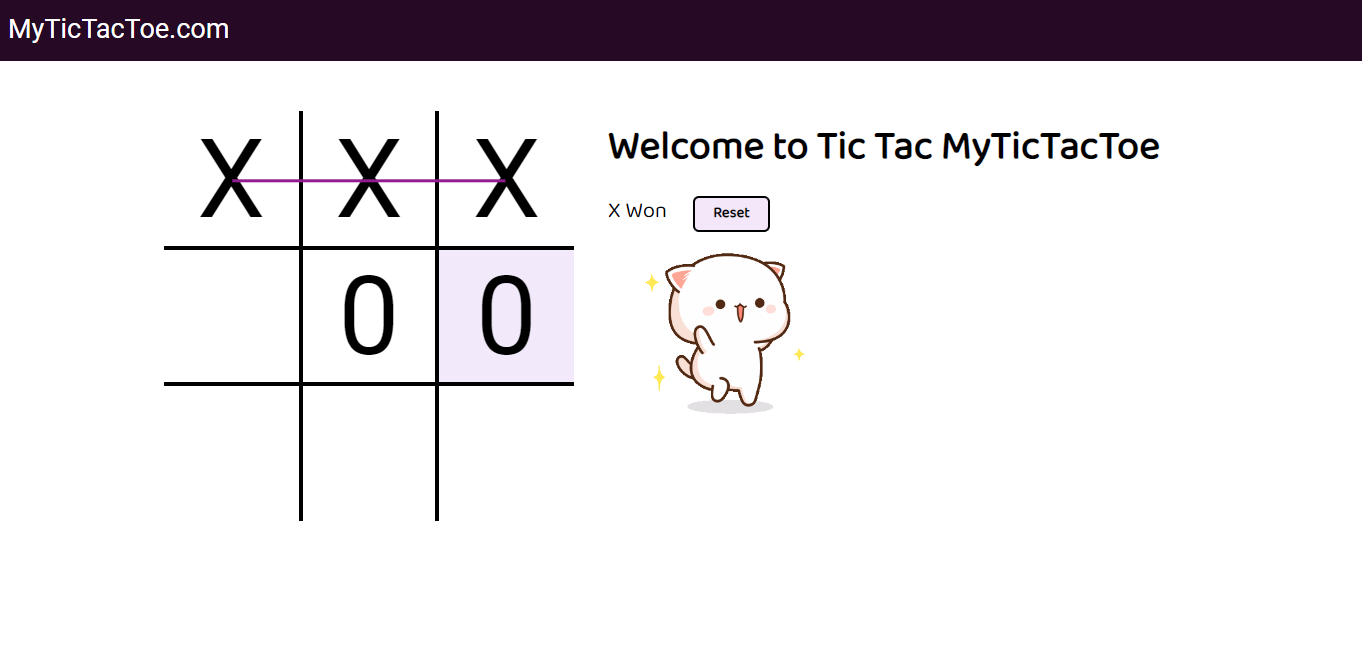 MyTicTacToe.com
X X X
0 0
Welcome to Tic Tac MyTicTacToe
X Won
Reset